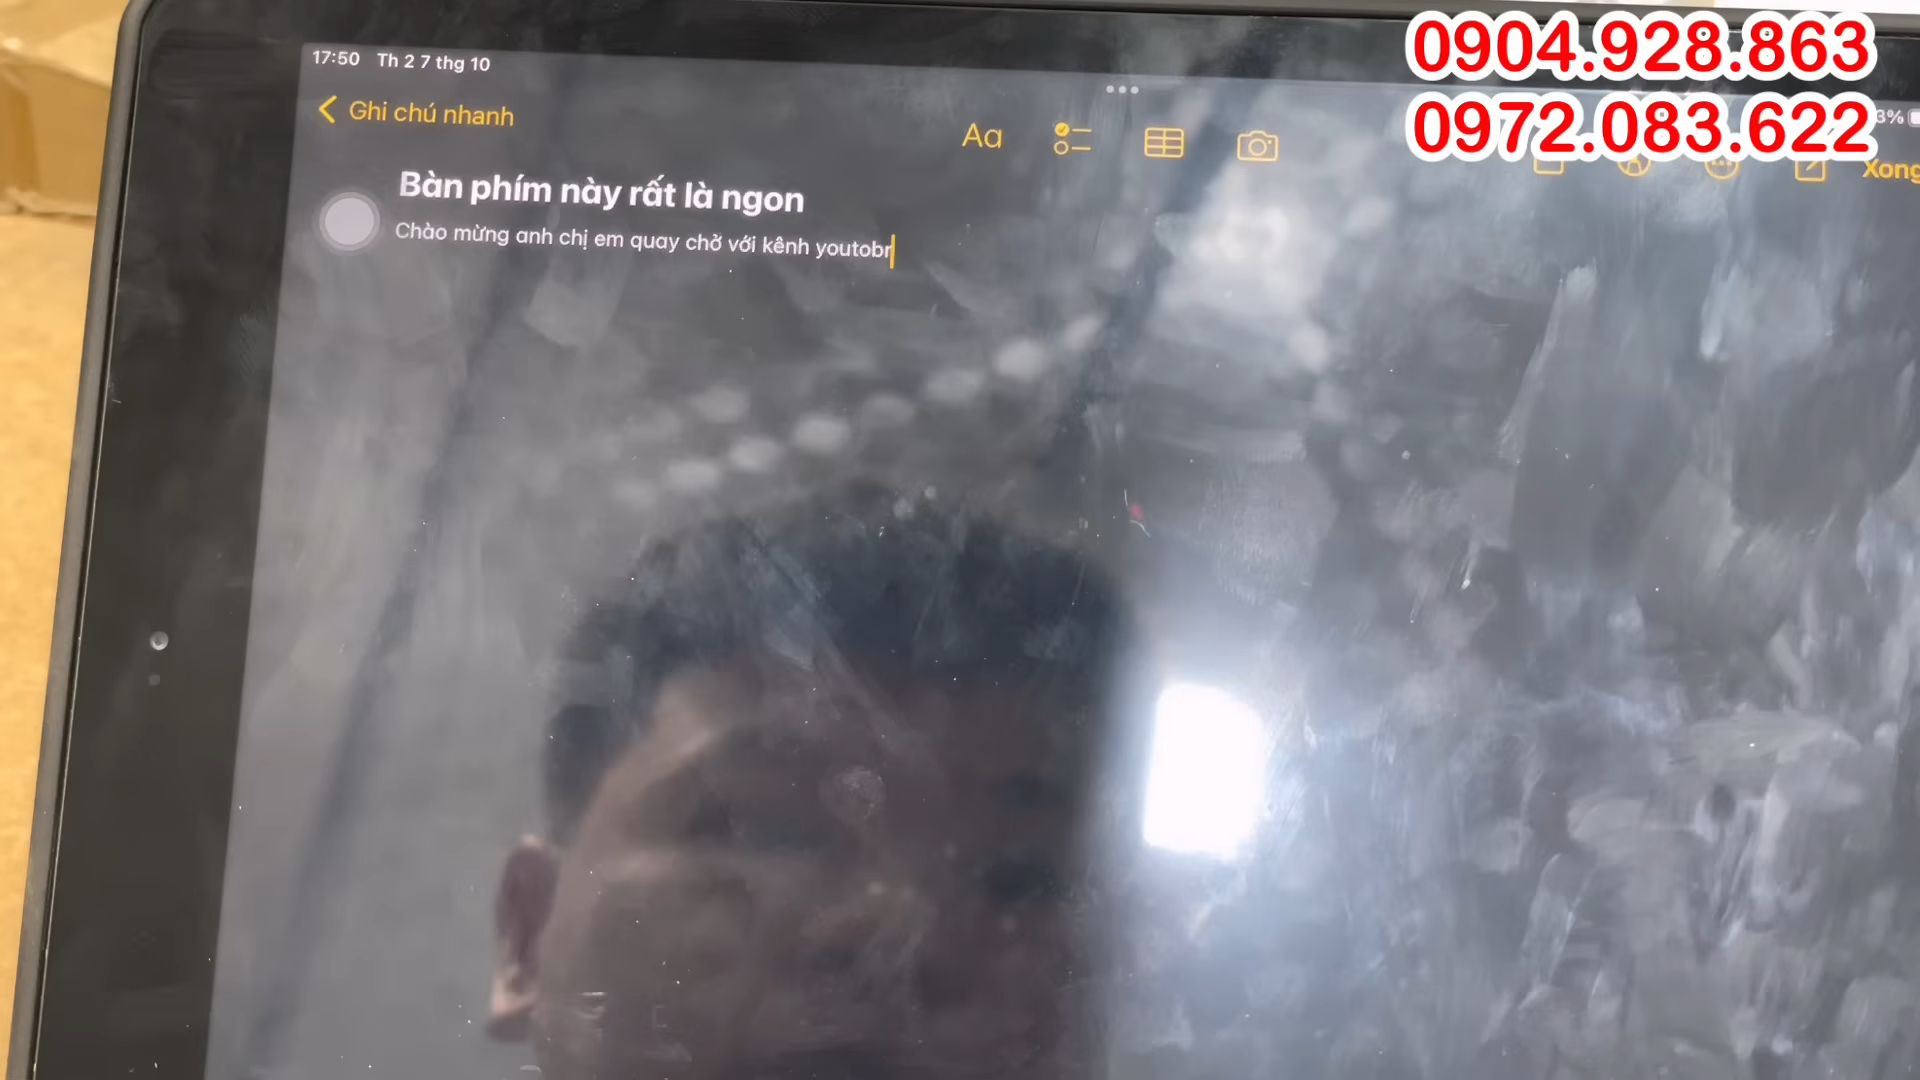 0904.928.863
0972.083.622
17:50 Th 2 7 thg 10
3%
Ghi chú nhanh
Aa
Xong
Bàn phím này rất là ngon
Chào mừng anh chị em quay chở với kênh youtobr